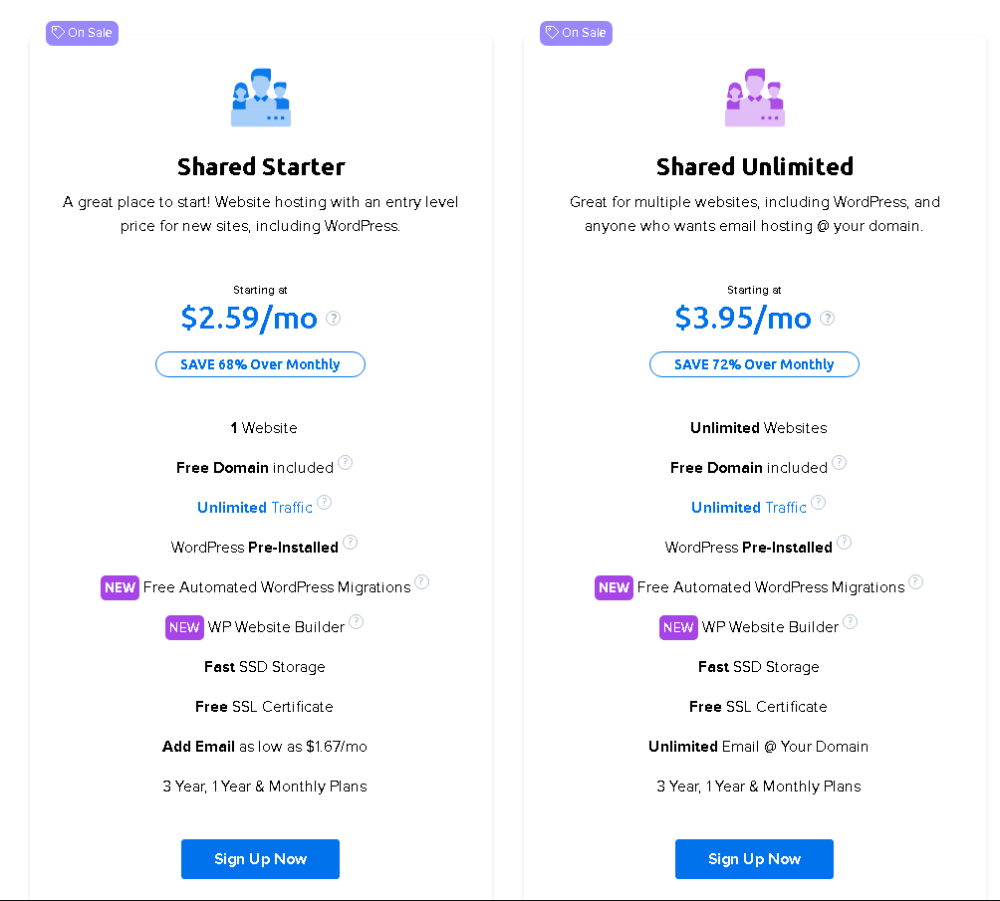 On Sale
Shared Starter
A great place to start! Website hosting with an entry level
price for new sites, including WordPress.
Starting at
$2.59/mo ?
SAVE 68% Over Monthly
1 Website
Free Domain included ?
Unlimited Traffic ?
WordPress Pre-Installed ?
NEW Free Automated WordPress Migrations ?
NEW WP Website Builder ?
Fast SSD Storage
Free SSL Certificate
Add Email as low as $1.67/mo
3 Year, 1 Year & Monthly Plans
Sign Up Now
On Sale
Shared Unlimited
Great for multiple websites, including WordPress, and
anyone who wants email hosting @ your domain.
Starting at
$3.95/mo ?
SAVE 72% Over Monthly
Unlimited Websites
Free Domain included ?
Unlimited Traffic ?
WordPress Pre-Installed ?
NEW Free Automated WordPress Migrations ?
NEW WP Website Builder ?
Fast SSD Storage
Free SSL Certificate
Unlimited Email @ Your Domain
3 Year, 1 Year & Monthly Plans
Sign Up Now